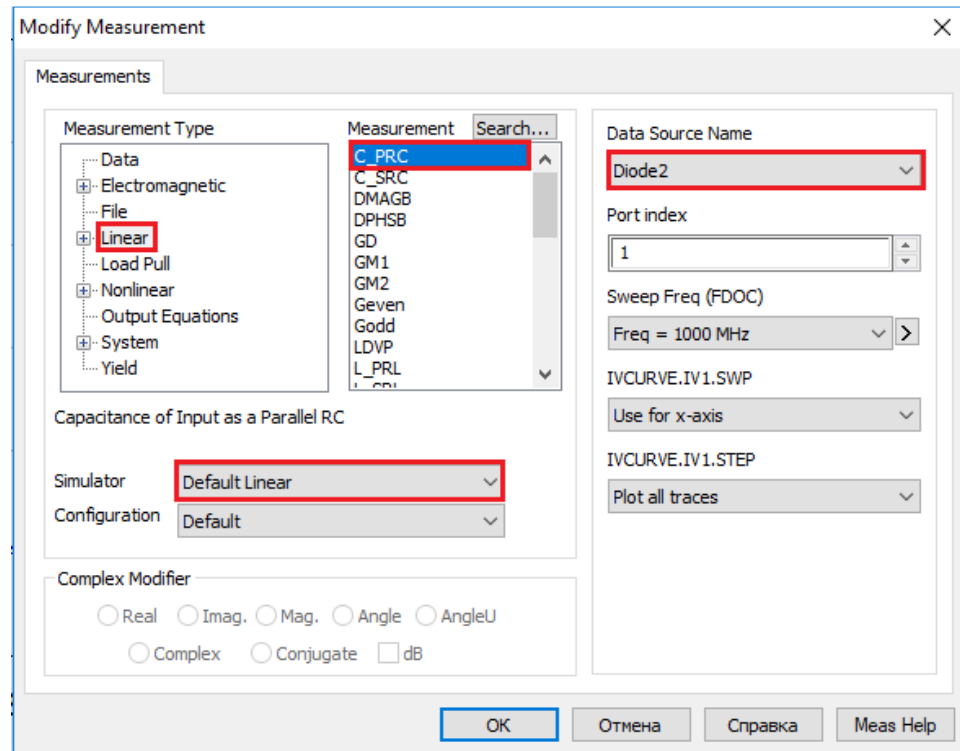 Modify Measurement
Measurements
Measurement Type
Data
Electromagnetic
File
Linear
Load Pull
Nonlinear
Output Equations
System
Yield
Measurement
Search...
C_PRC
C_SRC
DMAGB
DPHSB
GD
GM1
GM2
Geven
Godd
LDVP
L_PRL
Capacitance of Input as a Parallel RC
Simulator
Default Linear
Configuration
Default
Complex Modifier
Real Imag. Mag. Angle AngleU
Complex Conjugate dB
Data Source Name
Diode2
Port index
1
Sweep Freq (FDOC)
Freq = 1000 MHz
>
IVCURVE.IV1.SWP
Use for x-axis
IVCURVE.IV1.STEP
Plot all traces
OK Отмена Справка Meas Help